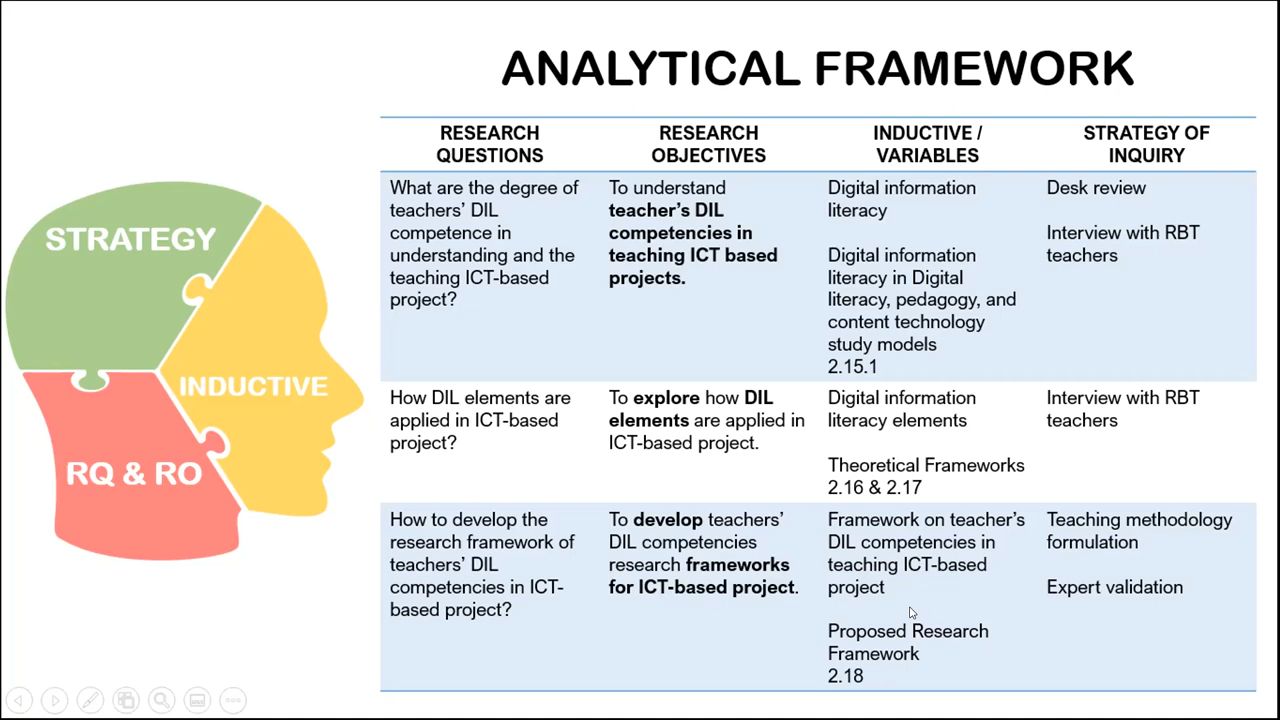 ANALYTICAL FRAMEWORK
STRATEGY
INDUCTIVE
RQ & RO
RESEARCH
QUESTIONS
RESEARCH
OBJECTIVES
INDUCTIVE /
VARIABLES
STRATEGY OF
INQUIRY
What are the degree of
teachers’ DIL
competence in
understanding and the
teaching ICT-based
project?
To understand
teacher’s DIL
competencies in
teaching ICT based
projects.
Digital information
literacy
Digital information
literacy in Digital
literacy, pedagogy, and
content technology
study models
2.15.1
Desk review
Interview with RBT
teachers
How DIL elements are
applied in ICT-based
project?
To explore how DIL
elements are applied in
ICT-based project.
Digital information
literacy elements
Theoretical Frameworks
2.16 & 2.17
Interview with RBT
teachers
How to develop the
research framework of
teachers’ DIL
competencies in ICT-
based project?
To develop teachers’
DIL competencies
research frameworks
for ICT-based project.
Framework on teacher’s
DIL competencies in
teaching ICT-based
project
Proposed Research
Framework
2.18
Teaching methodology
formulation
Expert validation